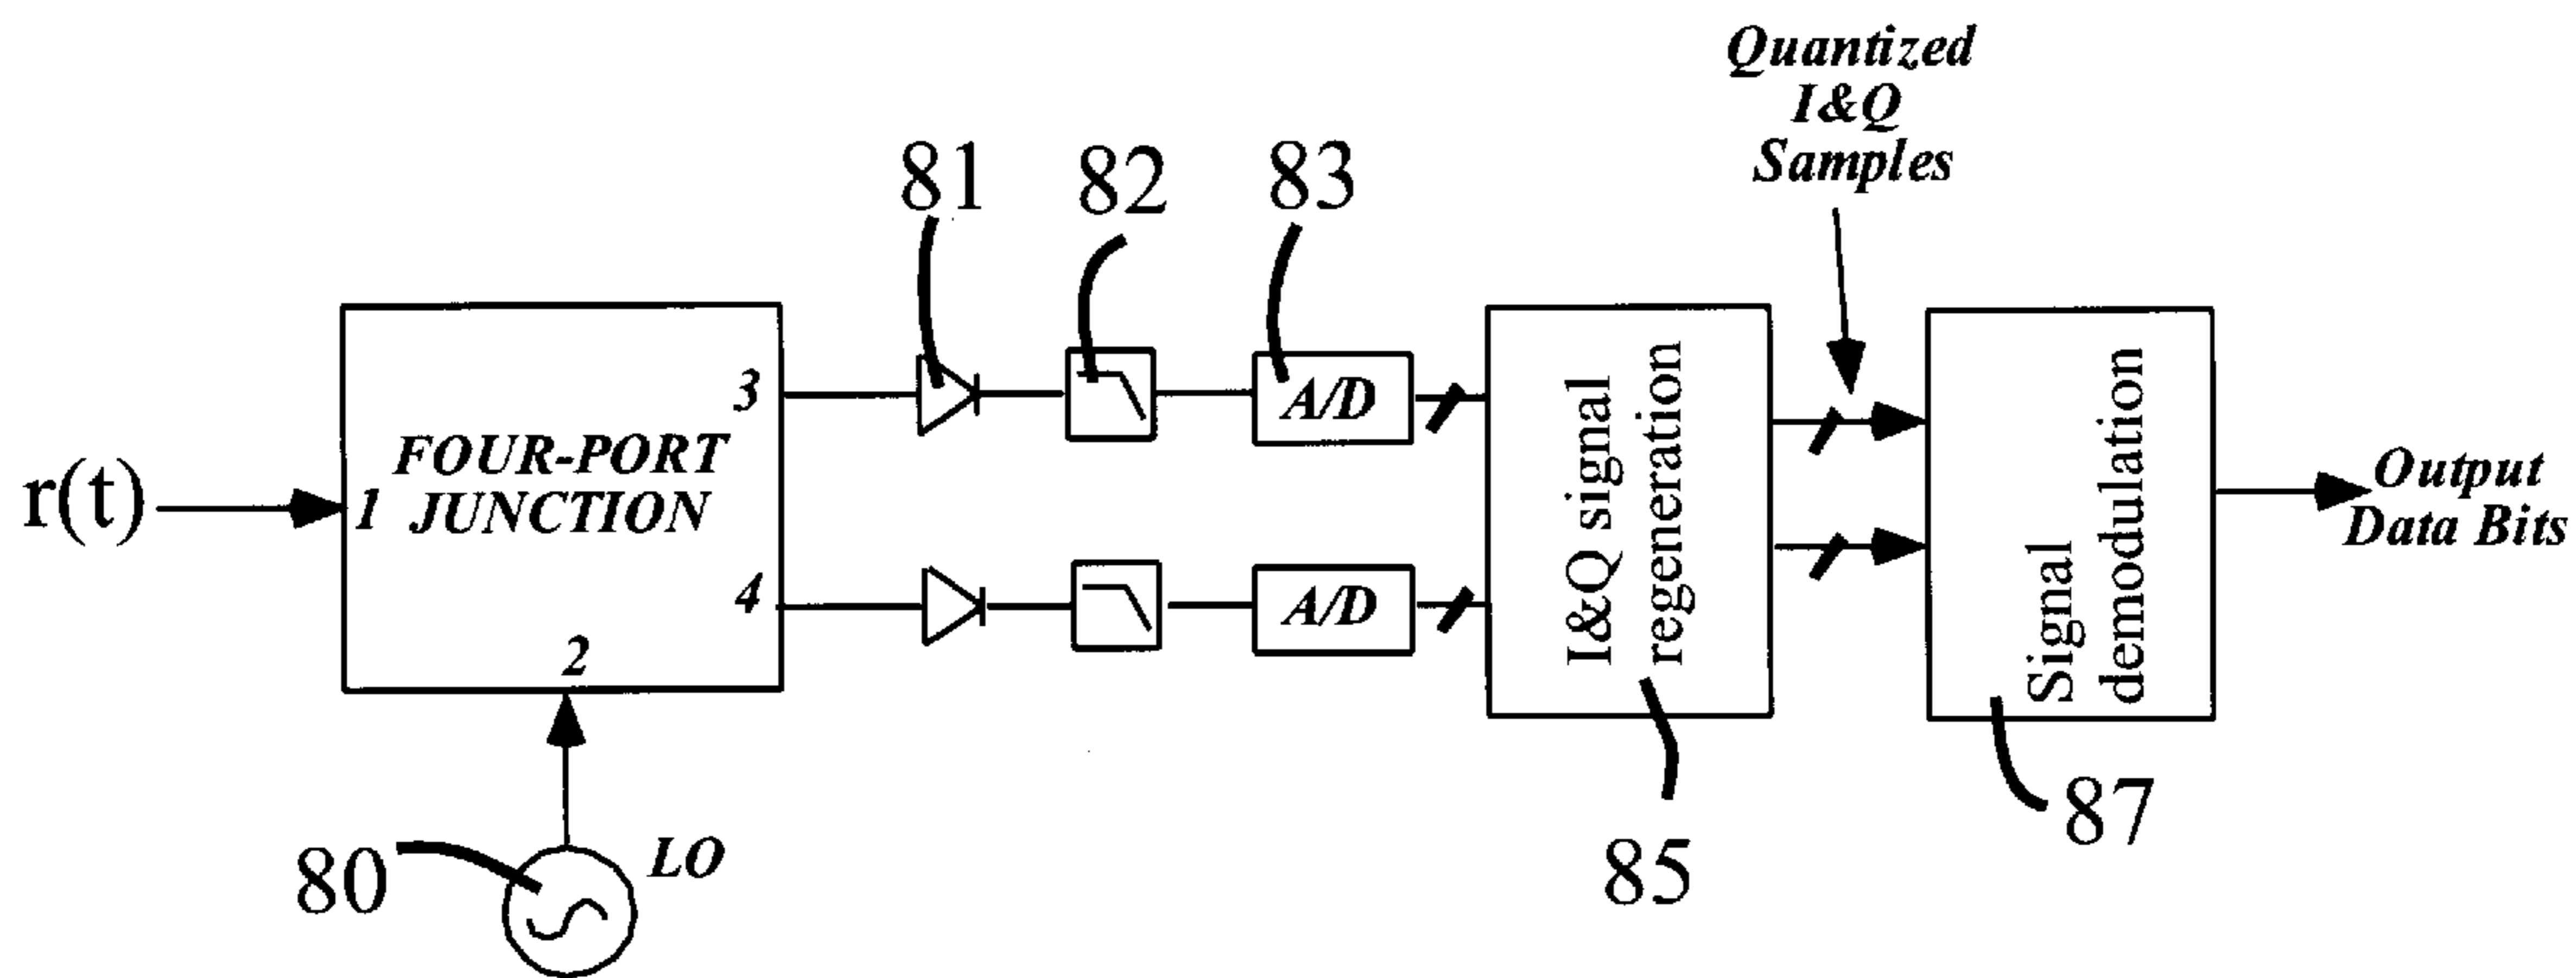 Quantized
I&Q
Samples
81
82
83
3
A/D
FOUR-PORT
JUNCTION
r(t)
1
4
A/D
2
I&Q signal
regeneration
Signal
demodulation
Output
Data Bits
80
LO
85
87